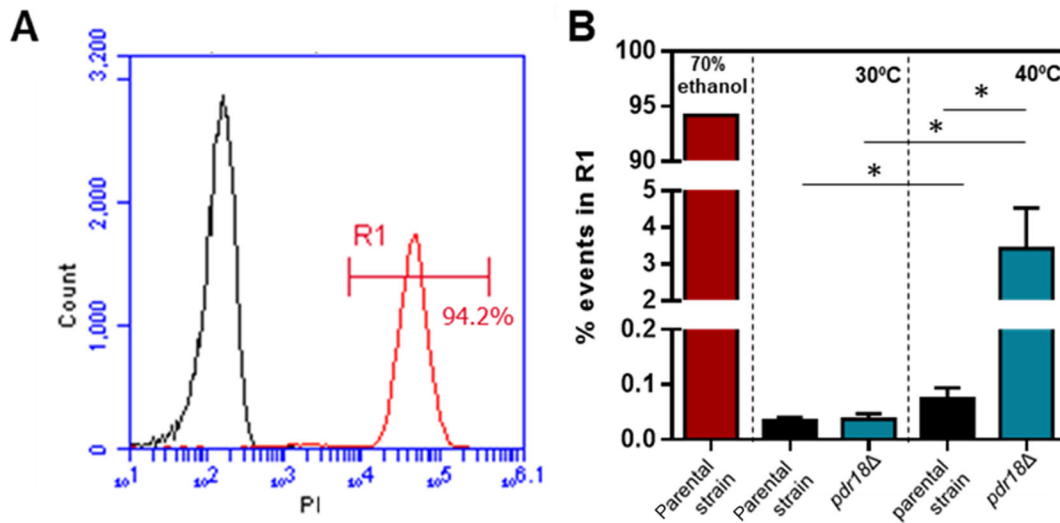 A
3,200
2,000
1,000
0
Count
R1
94.2%
10^1
10^2
10^3
10^4
10^5
10^6.1
PI
B
% events in R1
100
95
90
5
4
3
2
0.2
0.1
0.0
70%
ethanol
30ºC
40ºC
*
*
*
Parental
strain
Parental
strain
pdr18Δ
parental
strain
pdr18Δ